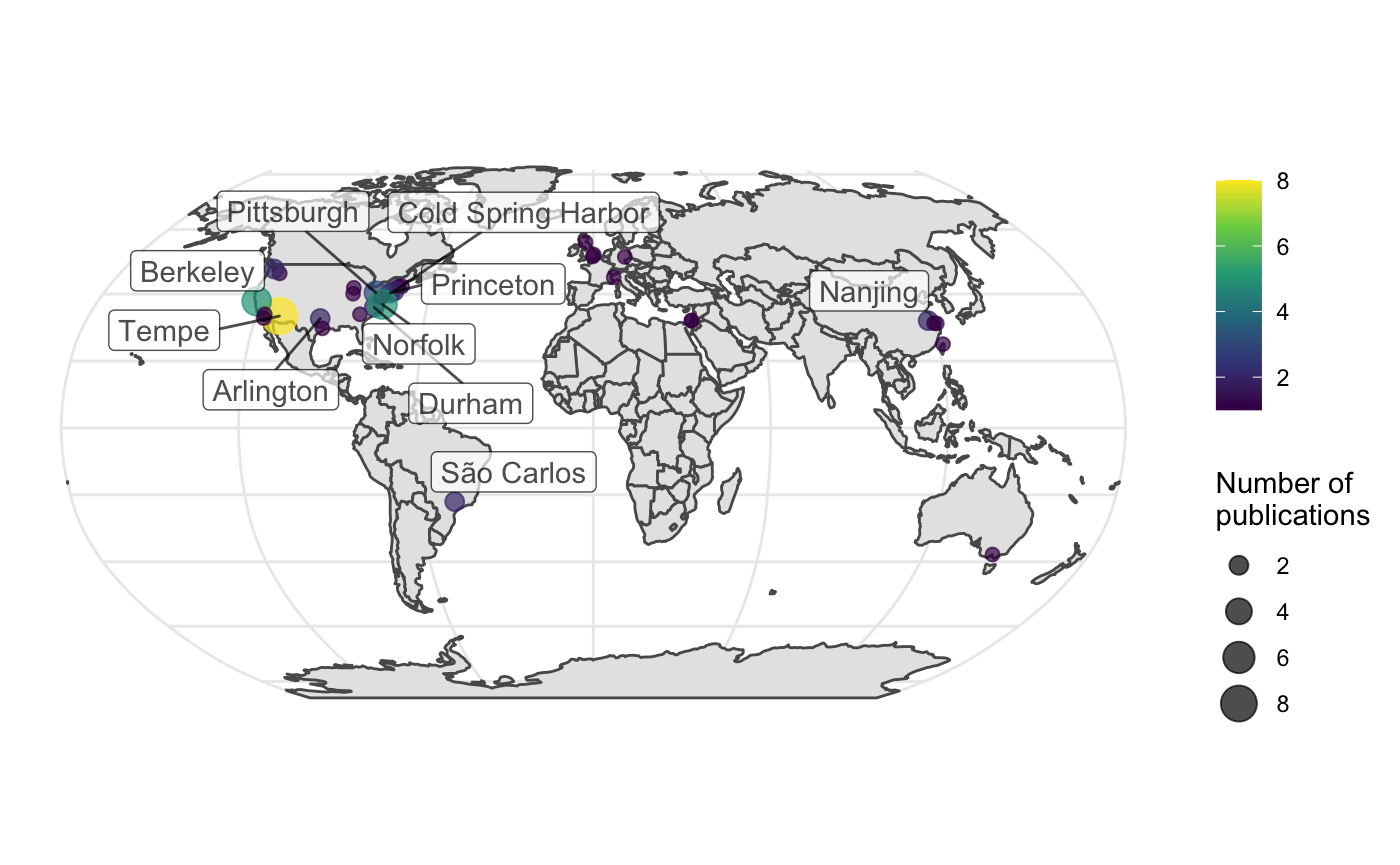 Pittsburgh
Cold Spring Harbor
Berkeley
Princeton
Nanjing
Tempe
Norfolk
Arlington
Durham
São Carlos
8
6
4
2
Number of
publications
2
4
6
8